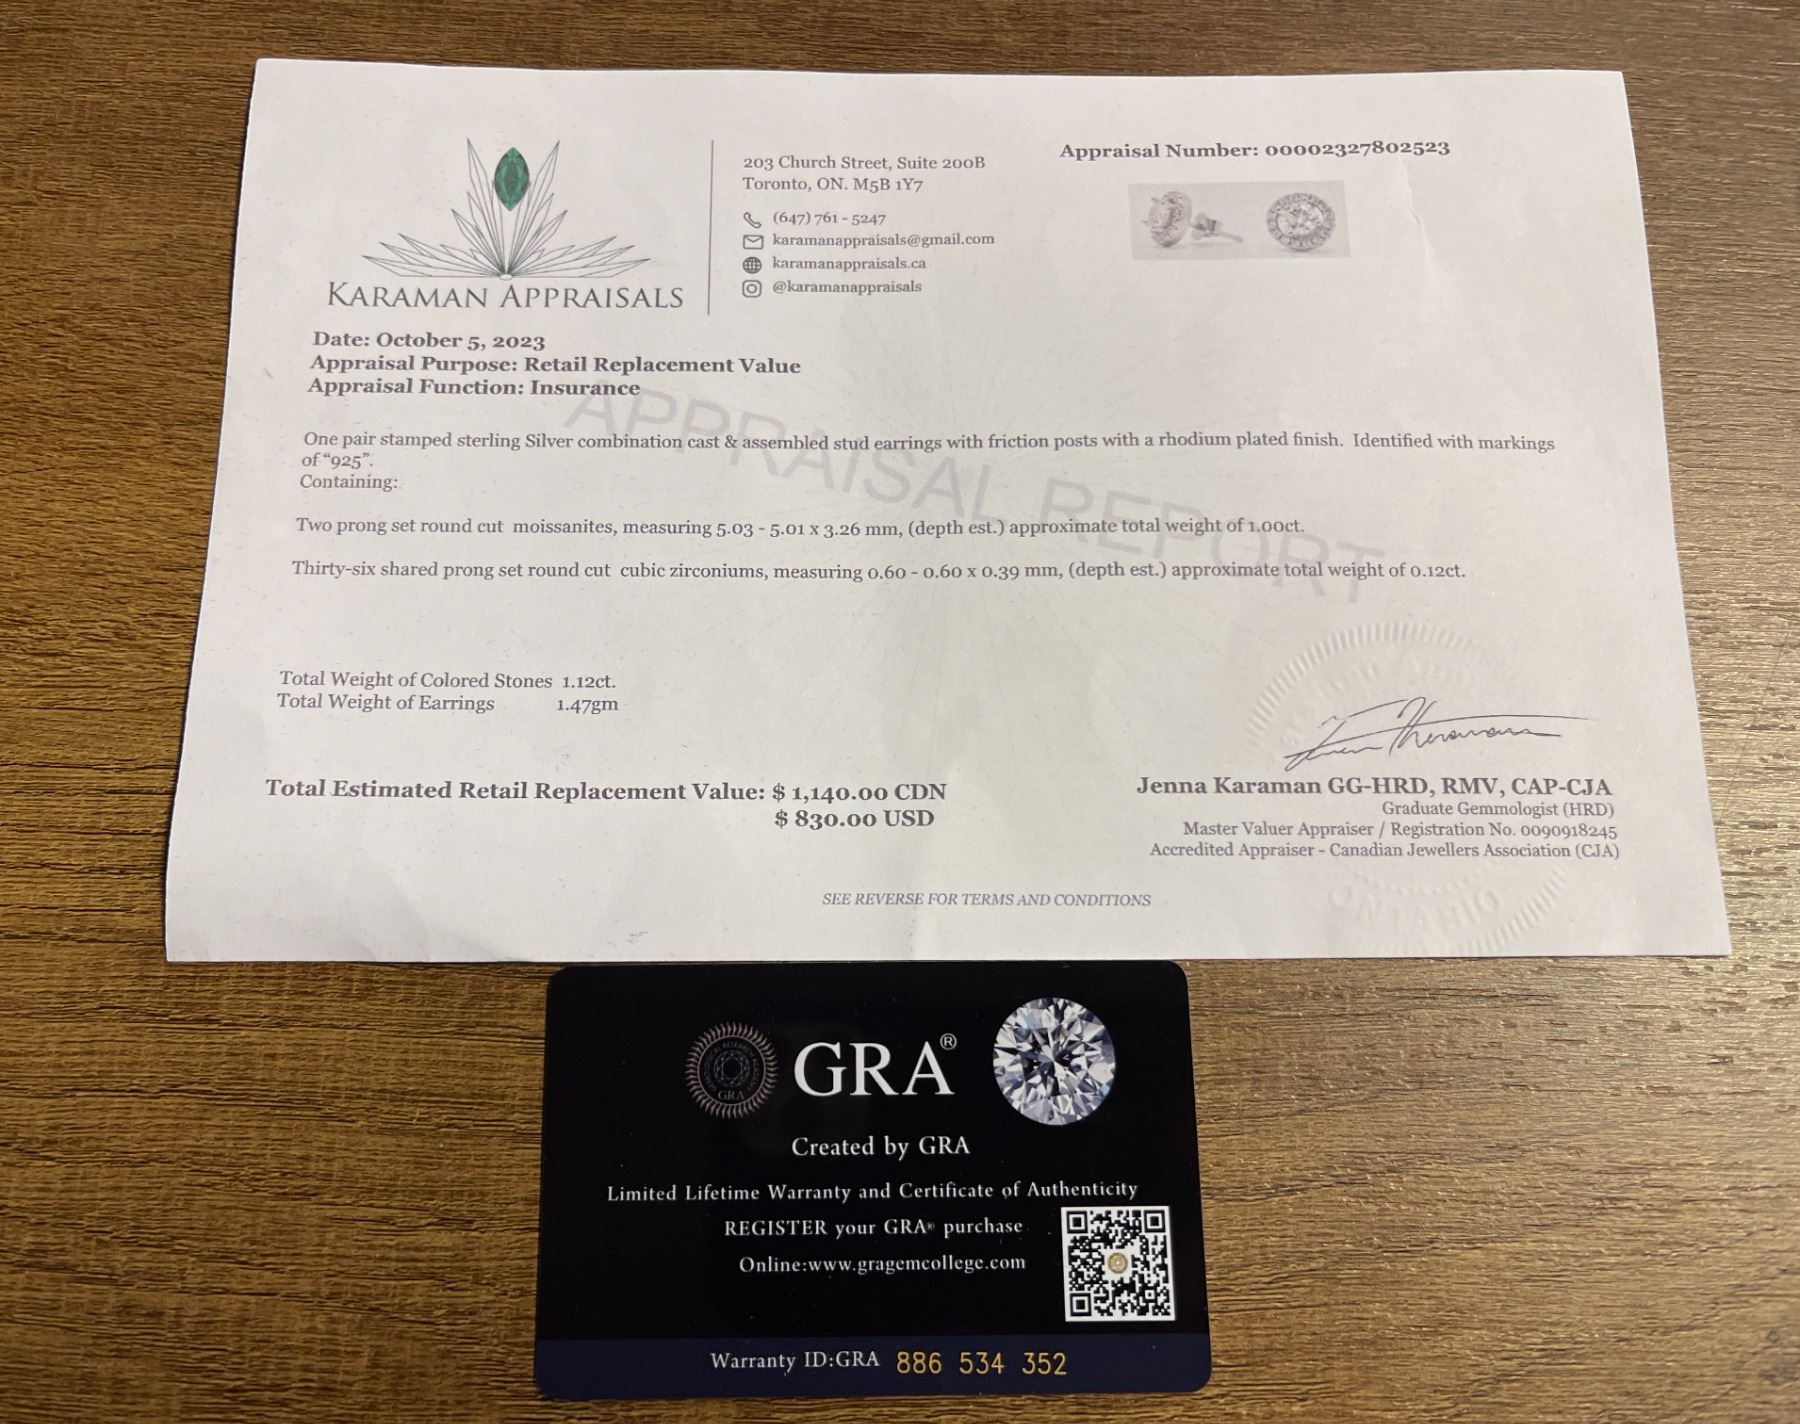 KARAMAN APPRAISALS
203 Church Street, Suite 200B
Toronto, ON. M5B 1Y7
(647) 761 - 5247
karamanappraisals@gmail.com
karamanappraisals.ca
@karamanappraisals
Appraisal Number: 00002327802523
Date: October 5, 2023
Appraisal Purpose: Retail Replacement Value
Appraisal Function: Insurance
APPRAISAL REPORT
One pair stamped sterling Silver combination cast & assembled stud earrings with friction posts with a rhodium plated finish. Identified with markings
of "925".
Containing:
Two prong set round cut moissanites, measuring 5.03 - 5.01 x 3.26 mm, (depth est.) approximate total weight of 1.00ct.
Thirty-six shared prong set round cut cubic zirconiums, measuring 0.60 - 0.60 x 0.39 mm, (depth est.) approximate total weight of 0.12ct.
Total Weight of Colored Stones 1.12ct.
Total Weight of Earrings 1.47gm
Total Estimated Retail Replacement Value: $ 1,140.00 CDN
$ 830.00 USD
Jenna Karaman GG-HRD, RMV, CAP-CJA
Graduate Gemmologist (HRD)
Master Valuer Appraiser / Registration No. 0090918245
Accredited Appraiser - Canadian Jewellers Association (CJA)
ONTARIO
SEE REVERSE FOR TERMS AND CONDITIONS
GRA
GRA®
Created by GRA
Limited Lifetime Warranty and Certificate of Authenticity
REGISTER your GRA® purchase
Online:www.gragemcollege.com
Warranty ID:GRA 886 534 352